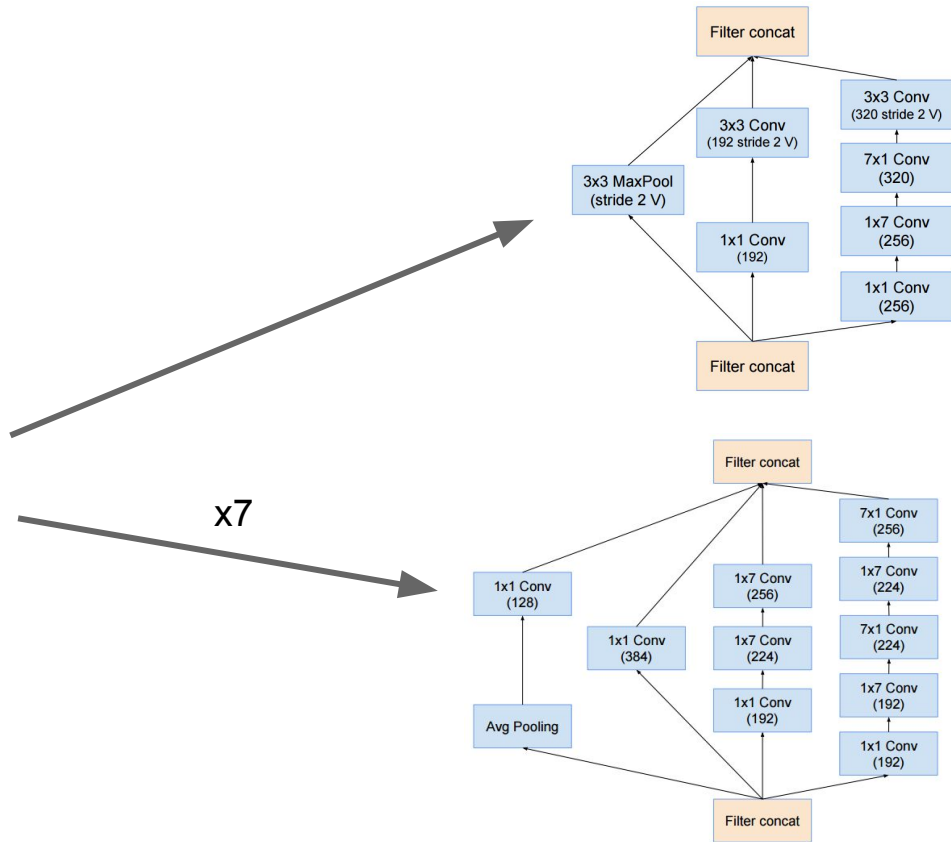 Filter concat
3x3 Conv
(320 stride 2 V)
3x3 Conv
(192 stride 2 V)
7x1 Conv
(320)
3x3 MaxPool
(stride 2 V)
1x7 Conv
(256)
1x1 Conv
(192)
1x1 Conv
(256)
Filter concat
x7
Filter concat
7x1 Conv
(256)
1x7 Conv
(224)
1x1 Conv
(128)
1x7 Conv
(256)
7x1 Conv
(224)
1x1 Conv
(384)
1x7 Conv
(224)
1x7 Conv
(192)
1x1 Conv
(192)
Avg Pooling
1x1 Conv
(192)
Filter concat